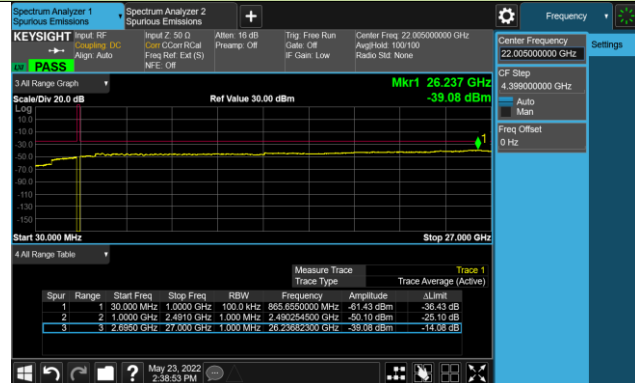 Spectrum Analyzer 1
Spurious Emissions
Spectrum Analyzer 2
Spurious Emissions
+
Frequency
KEYSIGHT
Input: RF
Coupling: DC
Align: Auto
Input Z: 50 Ω
Corr CCorr RCal
Freq Ref: Ext (S)
NFE: Off
Atten: 16 dB
Preamp: Off
Trig: Free Run
Gate: Off
IF Gain: Low
Center Freq: 22.005000000 GHz
Avg|Hold: 100/100
Radio Std: None
PASS
Center Frequency
22.005000000 GHz
Settings
CF Step
4.399000000 GHz
Auto
Man
Freq Offset
0 Hz
3 All Range Graph
Mkr1 26.237 GHz
-39.08 dBm
Scale/Div 20.0 dB
Ref Value 30.00 dBm
Log
10.0
-10.0
-30.0
-50.0
-70.0
-90.0
-110
-130
-150
1
Start 30.000 MHz
Stop 27.000 GHz
4 All Range Table
Measure Trace Trace 1
Trace Type Trace Average (Active)
Spur Range Start Freq Stop Freq RBW Frequency Amplitude ΔLimit
1 1 30.000 MHz 1.0000 GHz 100.0 kHz 865.6550000 MHz -61.43 dBm -36.43 dB
2 2 1.0000 GHz 2.4910 GHz 1.000 MHz 2.490254500 GHz -50.10 dBm -25.10 dB
3 3 2.6950 GHz 27.000 GHz 1.000 MHz 26.23682300 GHz -39.08 dBm -14.08 dB
?
May 23, 2022
2:38:53 PM